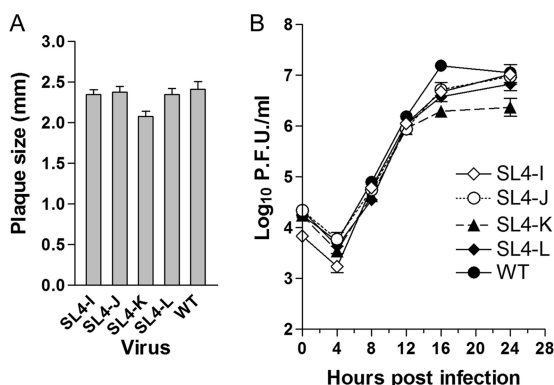 A
Plaque size (mm)
3.0
2.5
2.0
1.5
1.0
0.5
0.0
SL4-I
SL4-J
SL4-K
SL4-L
WT
Virus
B
Log10 P.F.U./ml
8
7
6
5
4
3
2
0 4 8 12 16 20 24 28
Hours post infection
SL4-I
SL4-J
SL4-K
SL4-L
WT